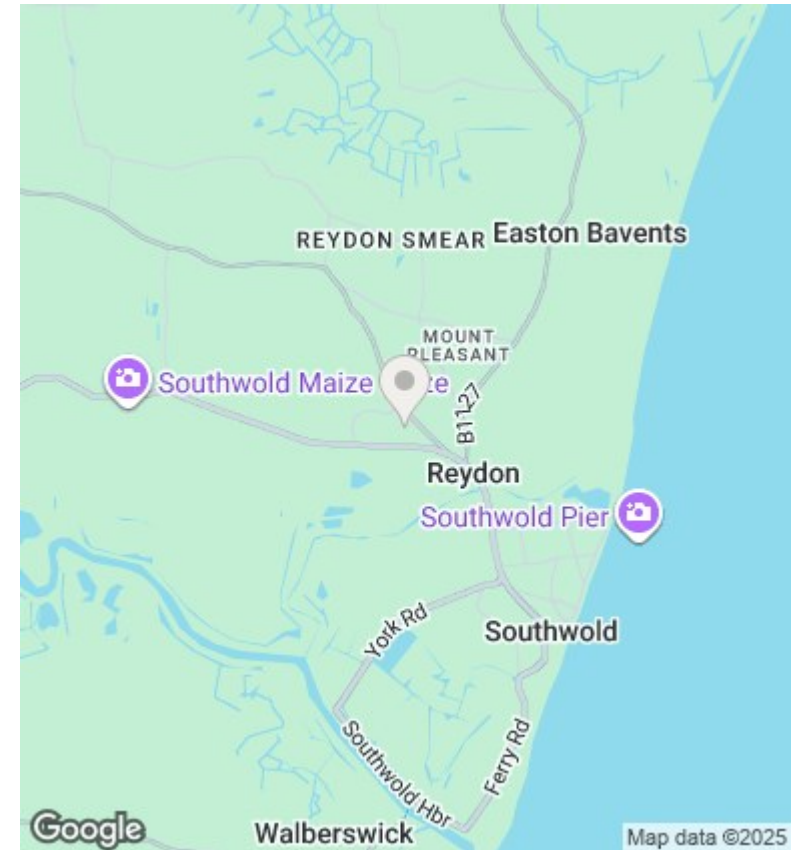 REYDON SMEAR
Easton Bavents
MOUNT
PLEASANT
Southwold Maize
B1127
Reydon
Southwold Pier
York Rd
Southwold
Southwold Hbr
Ferry Rd
Walberswick
Google
Map data ©2025